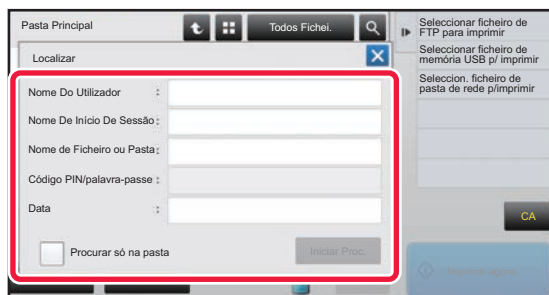 Pasta Principal
Todos Fichei.
Localizar
Nome Do Utilizador :
Nome De Início De Sessão :
Nome de Ficheiro ou Pasta :
Código PIN/palavra-passe :
Data :
Procurar só na pasta
Iniciar Proc.
Seleccionar ficheiro de
FTP para imprimir
Seleccionar ficheiro de
memória USB p/ imprimir
Seleccion. ficheiro de
pasta de rede p/imprimir
CA